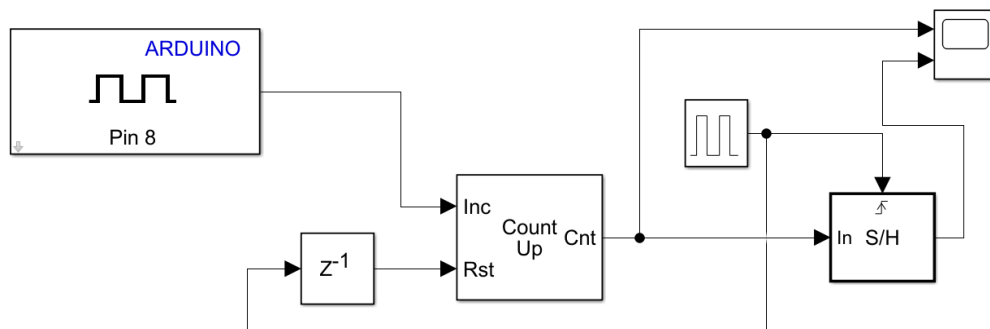 ARDUINO
Pin 8
Inc
Count
Up
Cnt
Rst
Z-1
In
S/H